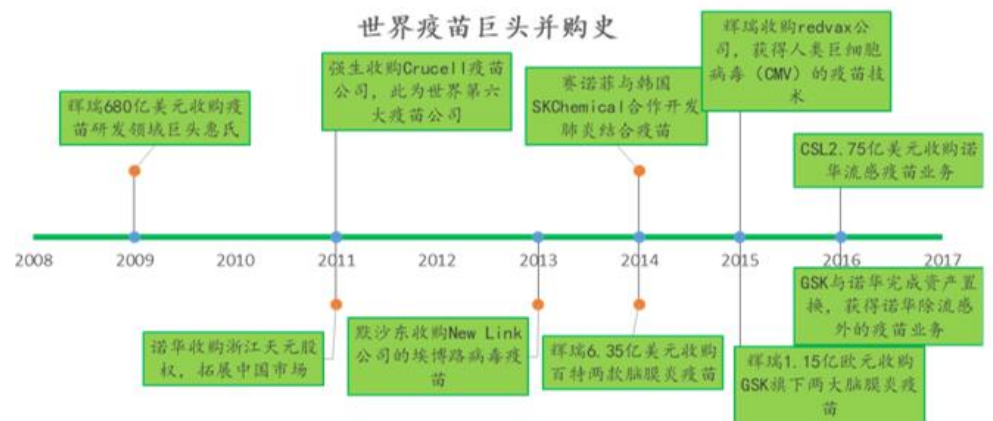 世界疫苗巨头并购史
辉瑞680亿美元收购疫
苗研发领域巨头惠氏
强生收购Crucell疫苗
公司，此为世界第六
大疫苗公司
赛诺菲与韩国
SKChemical合作开发
肺炎结合疫苗
辉瑞收购redvax公
司，获得人类巨细胞
病毒（CMV）的疫苗技
术
CSL2.75亿美元收购诺
华流感疫苗业务
2008
2009
2010
2011
2012
2013
2014
2015
2016
2017
诺华收购浙江天元股
权，拓展中国市场
默沙东收购New Link
公司的埃博路病毒疫
苗
辉瑞6.35亿美元收购
百特两款脑膜炎疫苗
辉瑞1.15亿欧元收购
GSK旗下两大脑膜炎疫
苗
GSK与诺华完成资产置
换，获得诺华除流感
外的疫苗业务